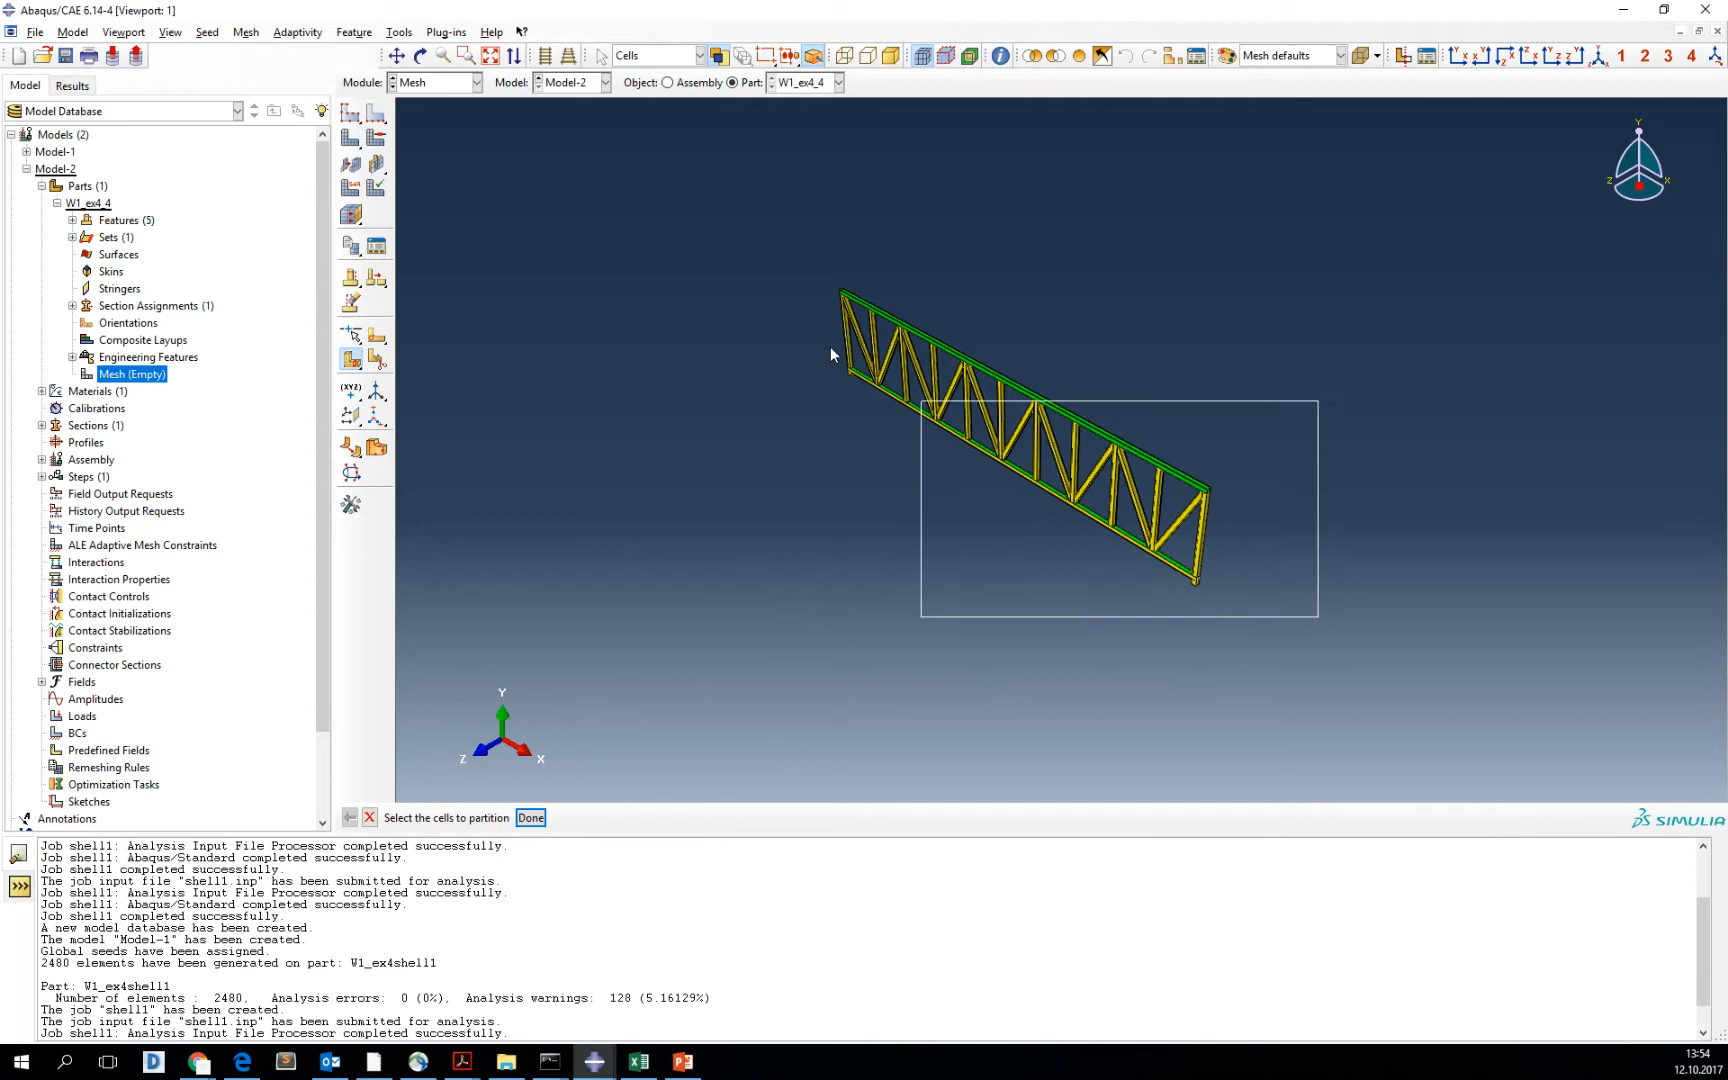 Abaqus/CAE 6.14-4 [Viewport: 1]
File Model Viewport View Seed Mesh Adaptivity Feature Tools Plug-ins Help
Cells
Mesh defaults
1 2 3 4
Model Results
Module: Mesh Model: Model-2 Object: Assembly Part: W1_ex4_4
Model Database
Models (2)
Model-1
Model-2
Parts (1)
W1_ex4_4
Features (5)
Sets (1)
Surfaces
Skins
Stringers
Section Assignments (1)
Orientations
Composite Layups
Engineering Features
Mesh (Empty)
Materials (1)
Calibrations
Sections (1)
Profiles
Assembly
Steps (1)
Field Output Requests
History Output Requests
Time Points
ALE Adaptive Mesh Constraints
Interactions
Interaction Properties
Contact Controls
Contact Initializations
Contact Stabilizations
Constraints
Connector Sections
Fields
Amplitudes
Loads
BCs
Predefined Fields
Remeshing Rules
Optimization Tasks
Sketches
Annotations
(XYZ)
Y
Z X
Y
Z X
Select the cells to partition Done
SIMULIA
Job shell1: Analysis Input File Processor completed successfully.
Job shell1: Abaqus/Standard completed successfully.
Job shell1 completed successfully.
The job input file "shell1.inp" has been submitted for analysis.
Job shell1: Analysis Input File Processor completed successfully.
Job shell1: Abaqus/Standard completed successfully.
Job shell1 completed successfully.
A new model database has been created.
The model "Model-1" has been created.
Global seeds have been assigned.
2480 elements have been generated on part: W1_ex4shell1
Part: W1_ex4shell1
Number of elements : 2480, Analysis errors: 0 (0%), Analysis warnings: 128 (5.16129%)
The job "shell1" has been created.
The job input file "shell1.inp" has been submitted for analysis.
Job shell1: Analysis Input File Processor completed successfully.
13:54
12.10.2017